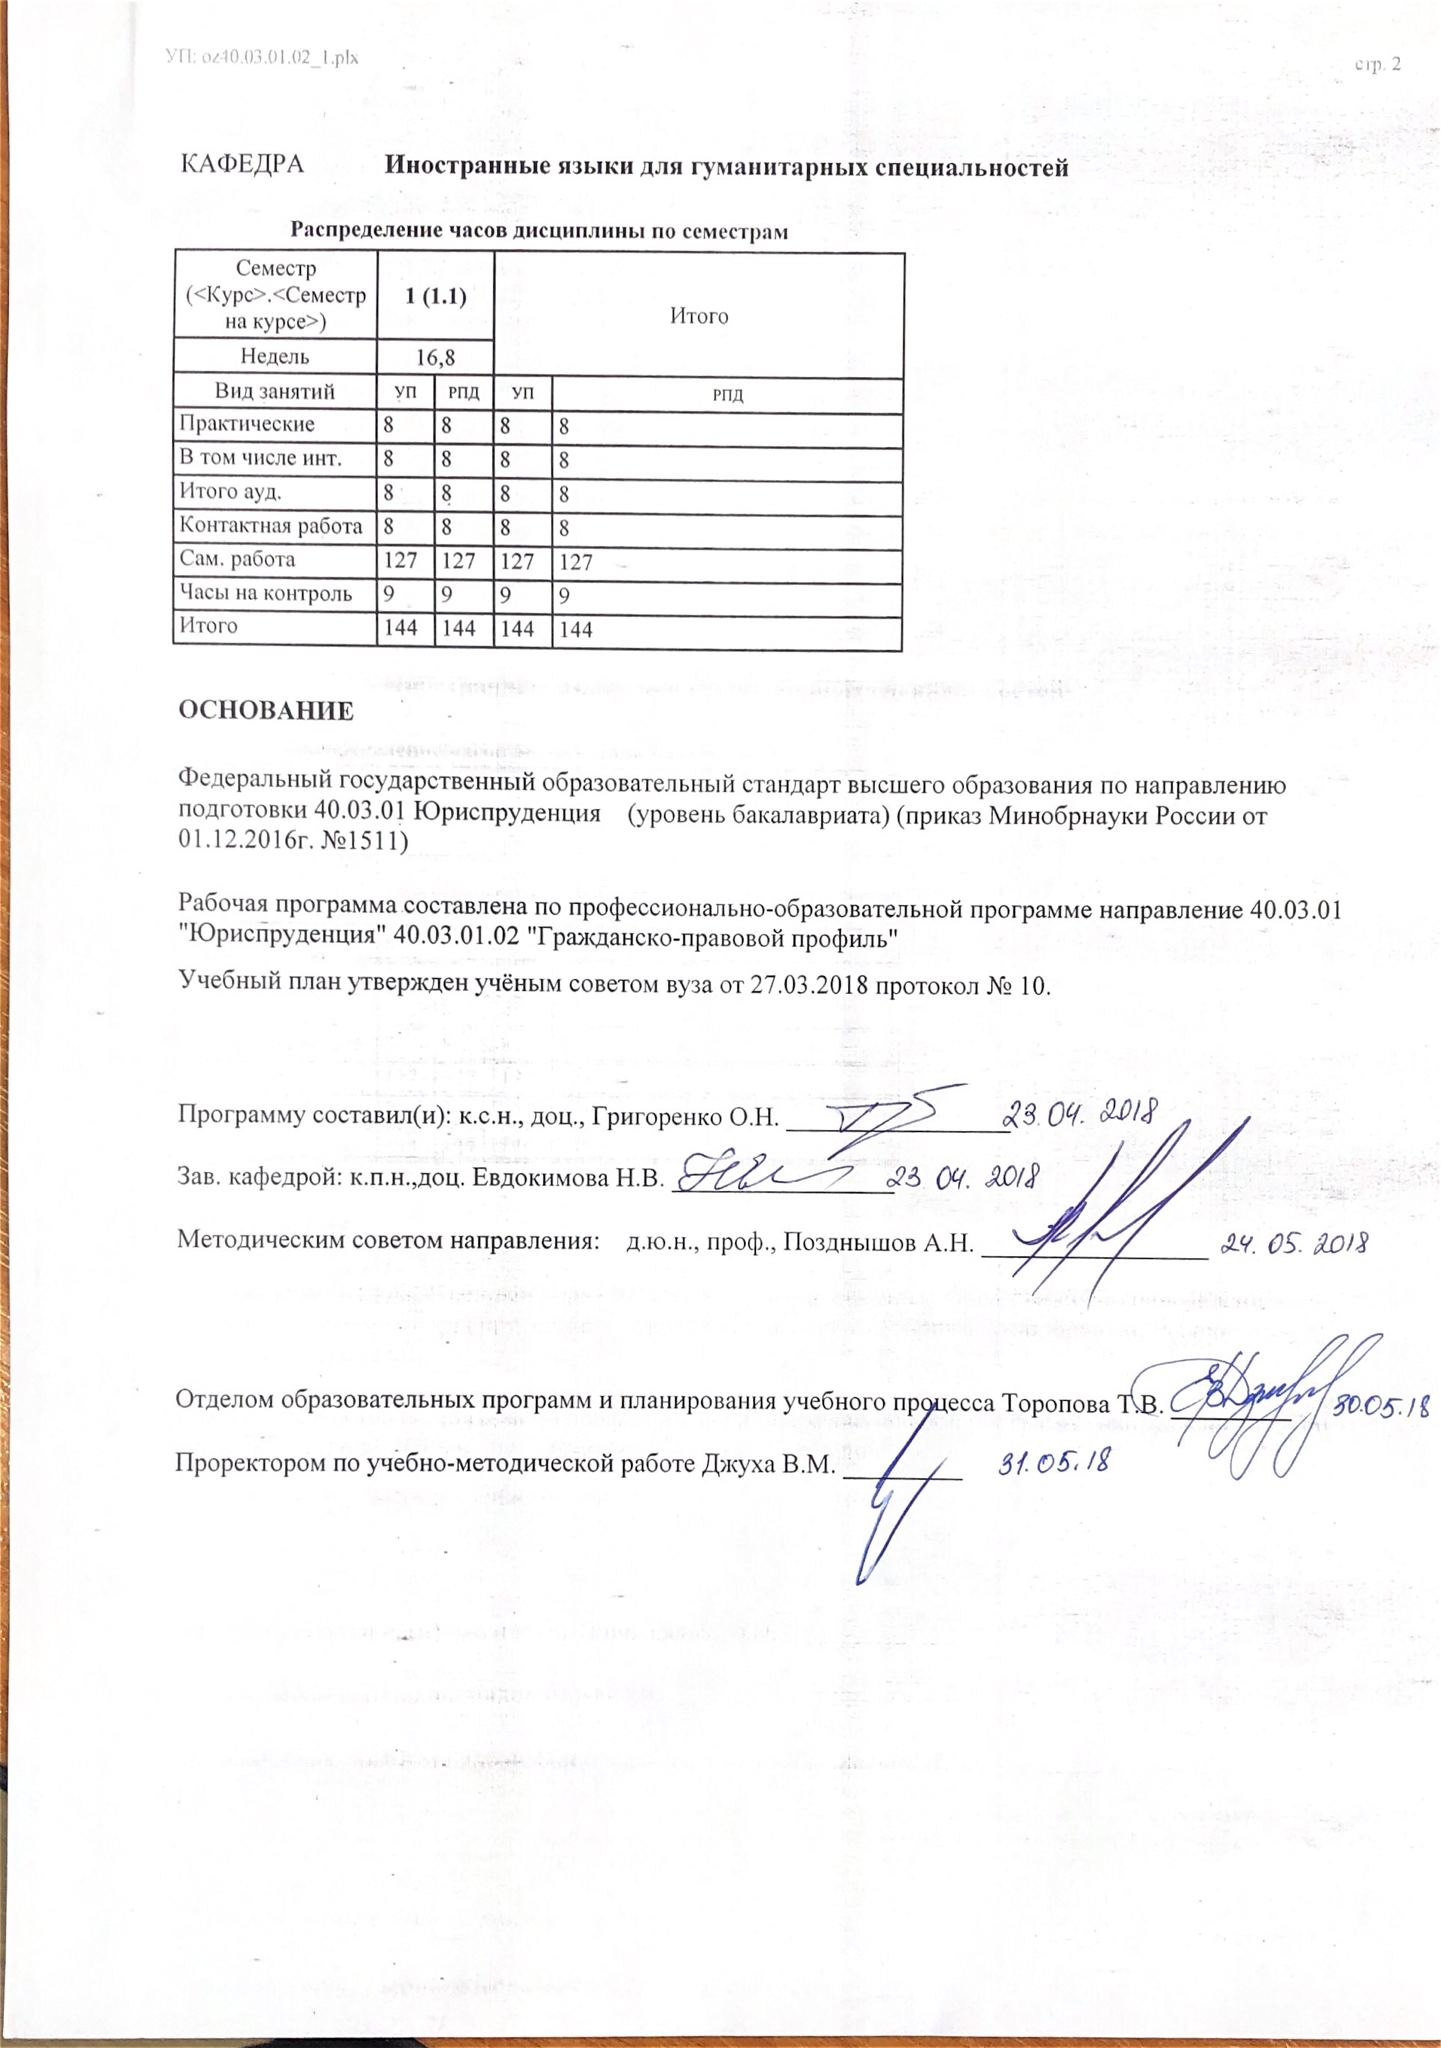 УП: oz40.03.01.02_1.plx
стр. 2
КАФЕДРА Иностранные языки для гуманитарных специальностей
Распределение часов дисциплины по семестрам
Семестр
(<Курс>.<Семестр
на курсе>)
1 (1.1)
Итого
Недель 16,8
Вид занятий УП РПД УП РПД
Практические 8 8 8 8
В том числе инт. 8 8 8 8
Итого ауд. 8 8 8 8
Контактная работа 8 8 8 8
Сам. работа 127 127 127 127
Часы на контроль 9 9 9 9
Итого 144 144 144 144
ОСНОВАНИЕ
Федеральный государственный образовательный стандарт высшего образования по направлению
подготовки 40.03.01 Юриспруденция (уровень бакалавриата) (приказ Минобрнауки России от
01.12.2016г. №1511)
Рабочая программа составлена по профессионально-образовательной программе направление 40.03.01
"Юриспруденция" 40.03.01.02 "Гражданско-правовой профиль"
Учебный план утвержден учёным советом вуза от 27.03.2018 протокол № 10.
Программу составил(и): к.с.н., доц., Григоренко О.Н. 23.04.2018
Зав. кафедрой: к.п.н.,доц. Евдокимова Н.В. 23 04. 2018
Методическим советом направления: д.ю.н., проф., Позднышов А.Н. 24.05.2018
Отделом образовательных программ и планирования учебного процесса Торопова Т.В. 30.05.18
Проректором по учебно-методической работе Джуха В.М. 31.05.18